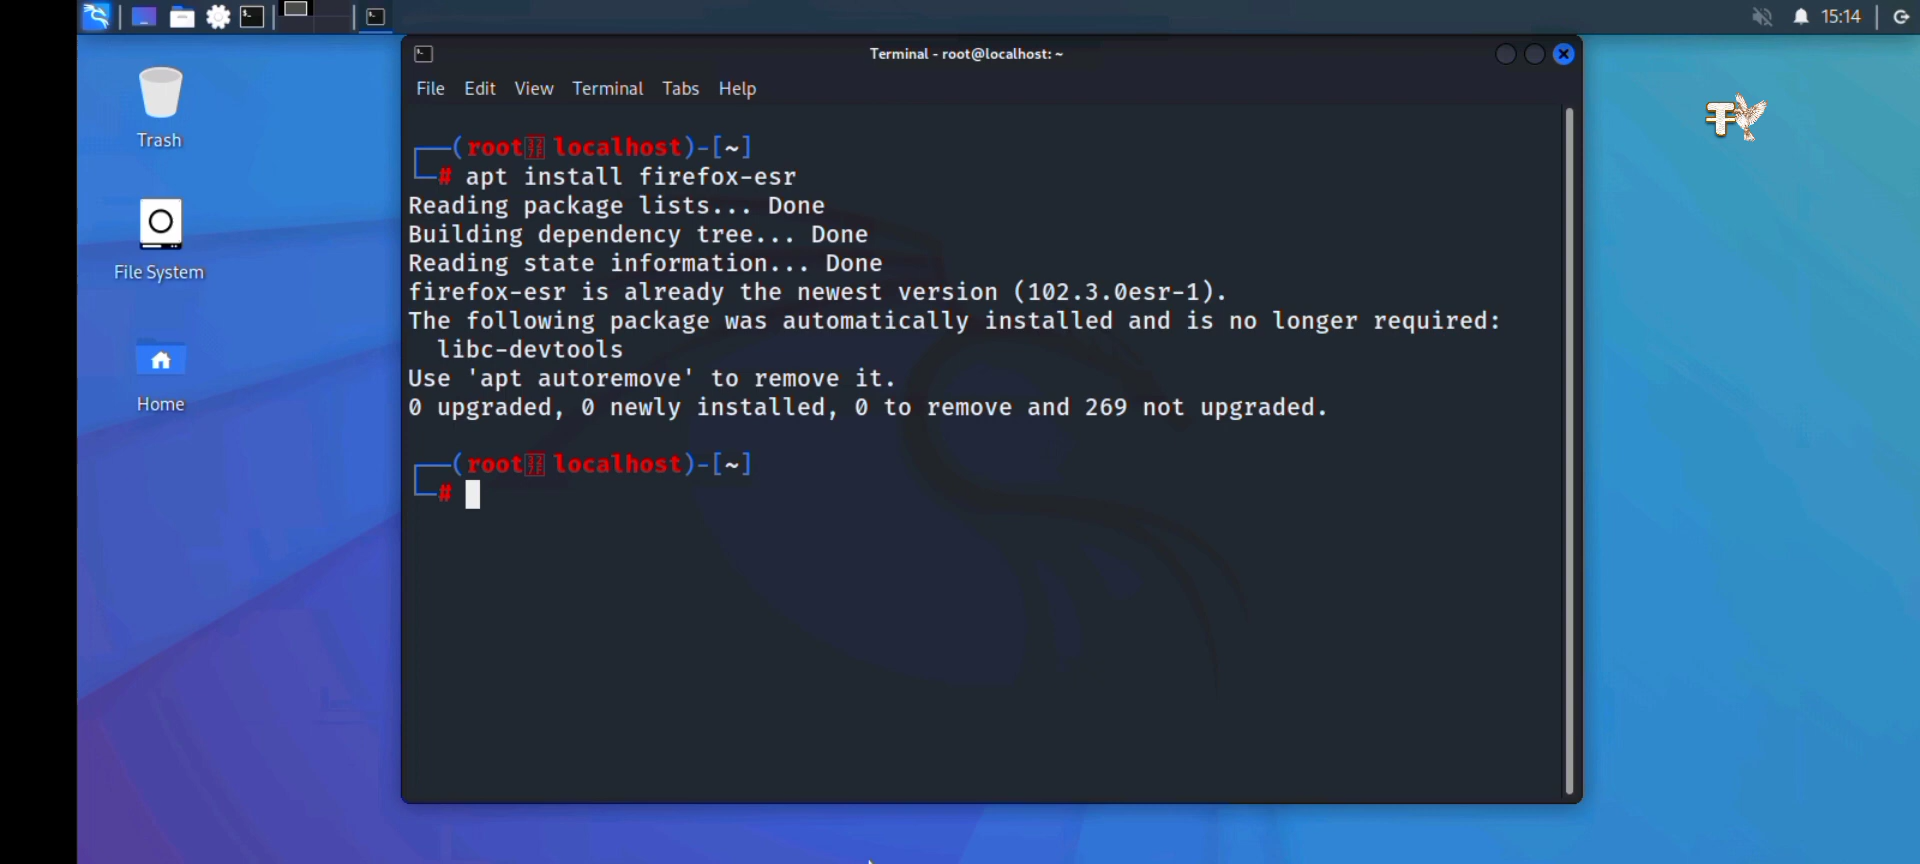 15:14
Terminal - root@localhost: ~
File Edit View Terminal Tabs Help
Trash
File System
Home
┌──(root㉿localhost)-[~]
└─# apt install firefox-esr
Reading package lists... Done
Building dependency tree... Done
Reading state information... Done
firefox-esr is already the newest version (102.3.0esr-1).
The following package was automatically installed and is no longer required:
libc-devtools
Use 'apt autoremove' to remove it.
0 upgraded, 0 newly installed, 0 to remove and 269 not upgraded.
┌──(root㉿localhost)-[~]
└─#